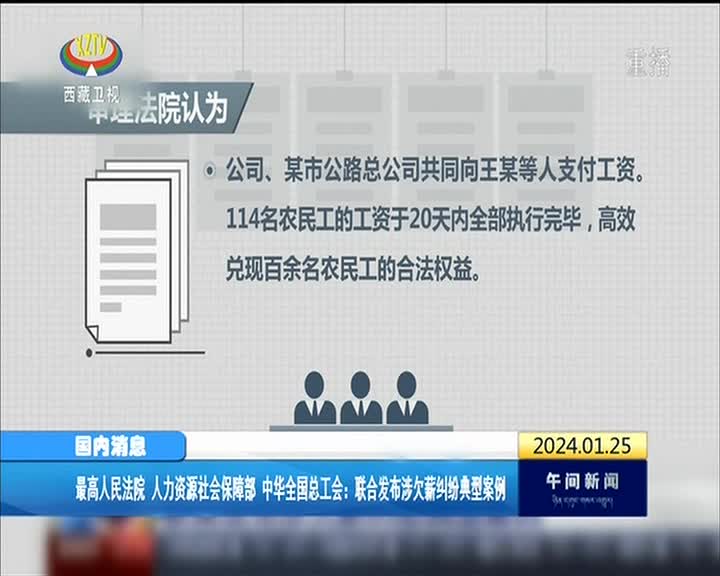 XZTV
西藏卫视
重播
审理法院认为
公司、某市公路总公司共同向王某等人支付工资。
114名农民工的工资于20天内全部执行完毕，高效
兑现百余名农民工的合法权益。
国内消息
2024.01.25
最高人民法院 人力资源社会保障部 中华全国总工会：联合发布涉欠薪纠纷典型案例
午间新闻